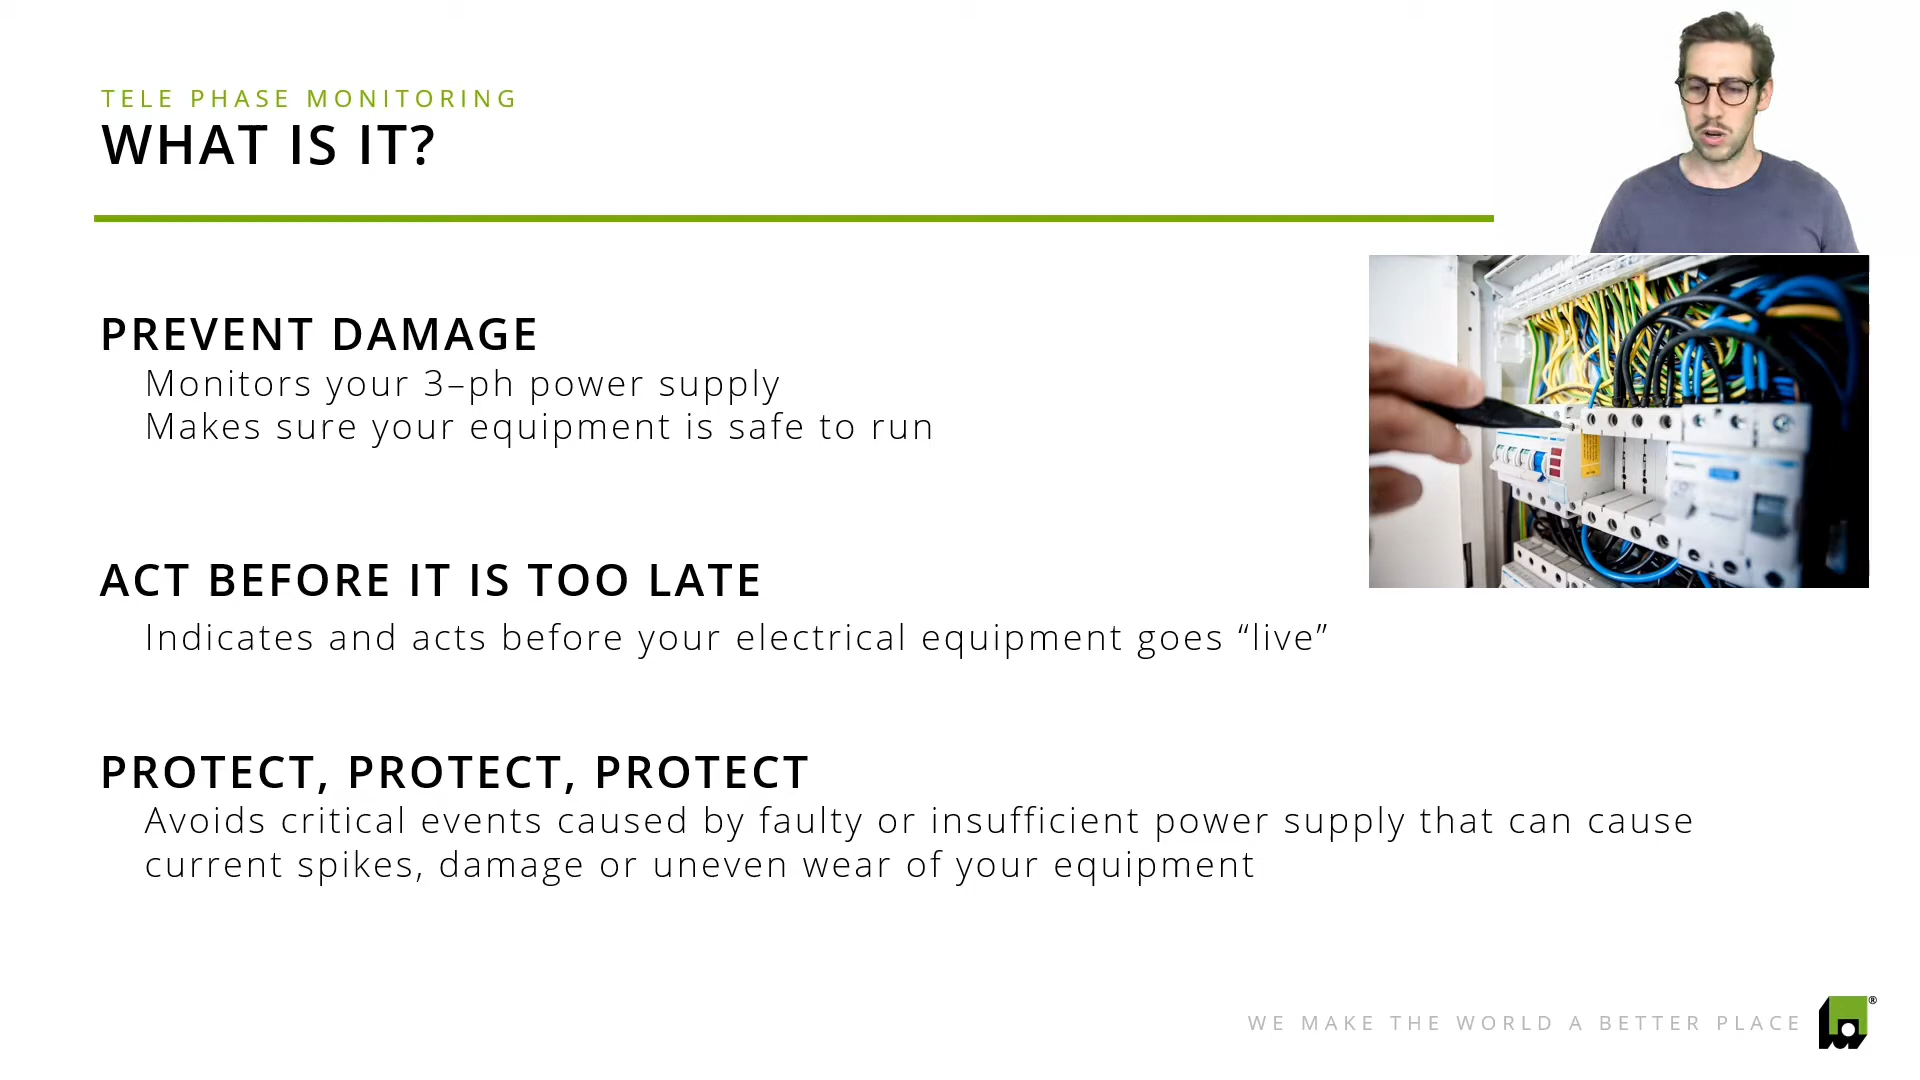 TELE PHASE MONITORING
WHAT IS IT?
PREVENT DAMAGE
Monitors your 3–ph power supply
Makes sure your equipment is safe to run
ACT BEFORE IT IS TOO LATE
Indicates and acts before your electrical equipment goes “live”
PROTECT, PROTECT, PROTECT
Avoids critical events caused by faulty or insufficient power supply that can cause
current spikes, damage or uneven wear of your equipment
WE MAKE THE WORLD A BETTER PLACE
®